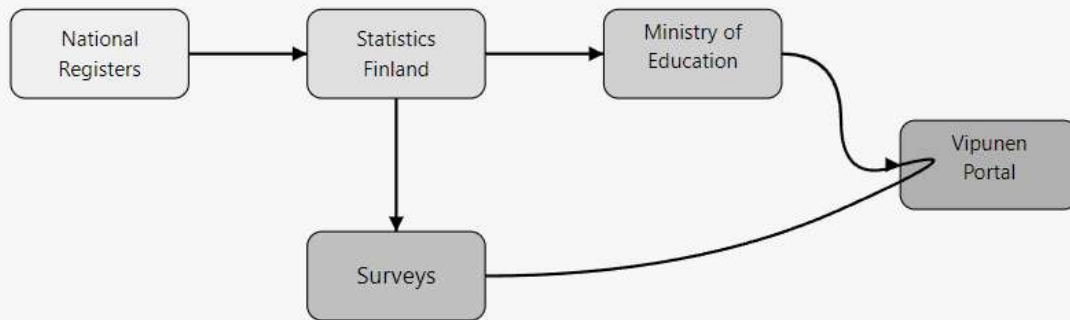 National
Registers
Statistics
Finland
Ministry of
Education
Vipunen
Portal
Surveys